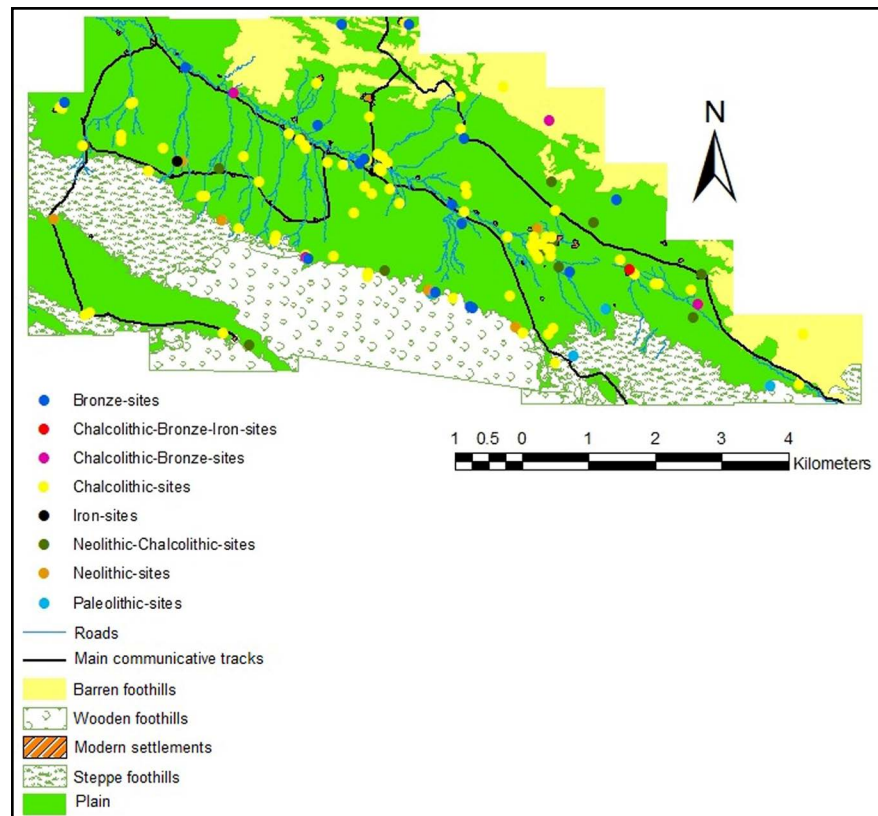 N
1 0.5 0 1 2 3 4
Kilometers
Bronze-sites
Chalcolithic-Bronze-Iron-sites
Chalcolithic-Bronze-sites
Chalcolithic-sites
Iron-sites
Neolithic-Chalcolithic-sites
Neolithic-sites
Paleolithic-sites
Roads
Main communicative tracks
Barren foothills
Wooden foothills
Modern settlements
Steppe foothills
Plain